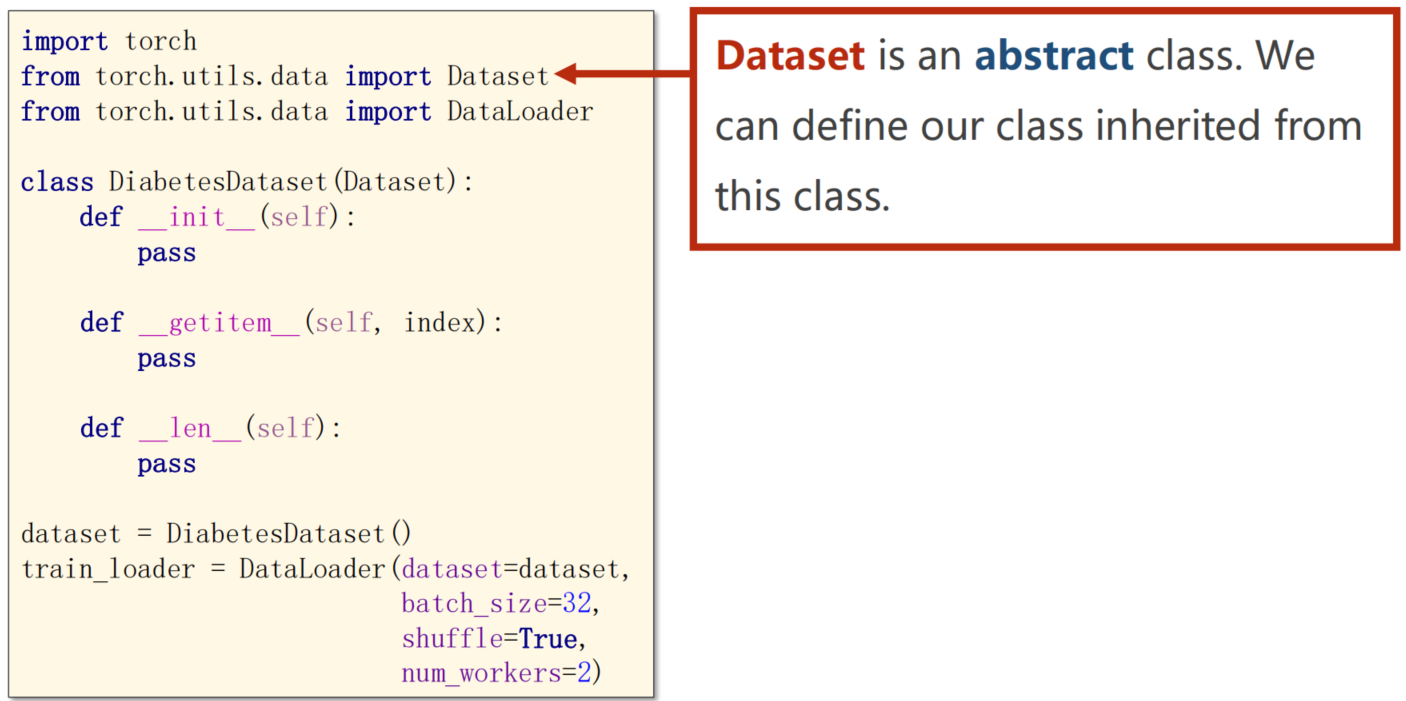 import torch
from torch.utils.data import Dataset
from torch.utils.data import DataLoader
class DiabetesDataset(Dataset):
    def __init__(self):
        pass
    def __getitem__(self, index):
        pass
    def __len__(self):
        pass
dataset = DiabetesDataset()
train_loader = DataLoader(dataset=dataset,
                          batch_size=32,
                          shuffle=True,
                          num_workers=2)
Dataset is an abstract class. We
can define our class inherited from
this class.